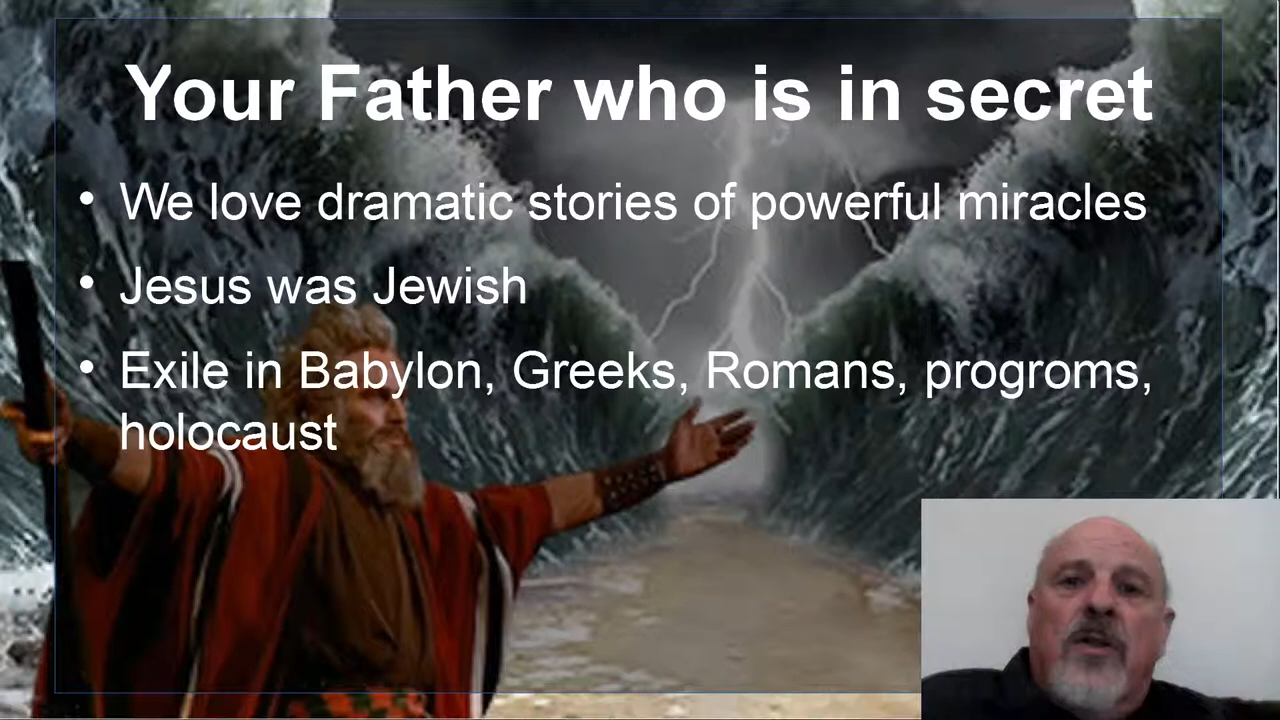 Your Father who is in secret
• We love dramatic stories of powerful miracles
• Jesus was Jewish
• Exile in Babylon, Greeks, Romans, progroms,
holocaust